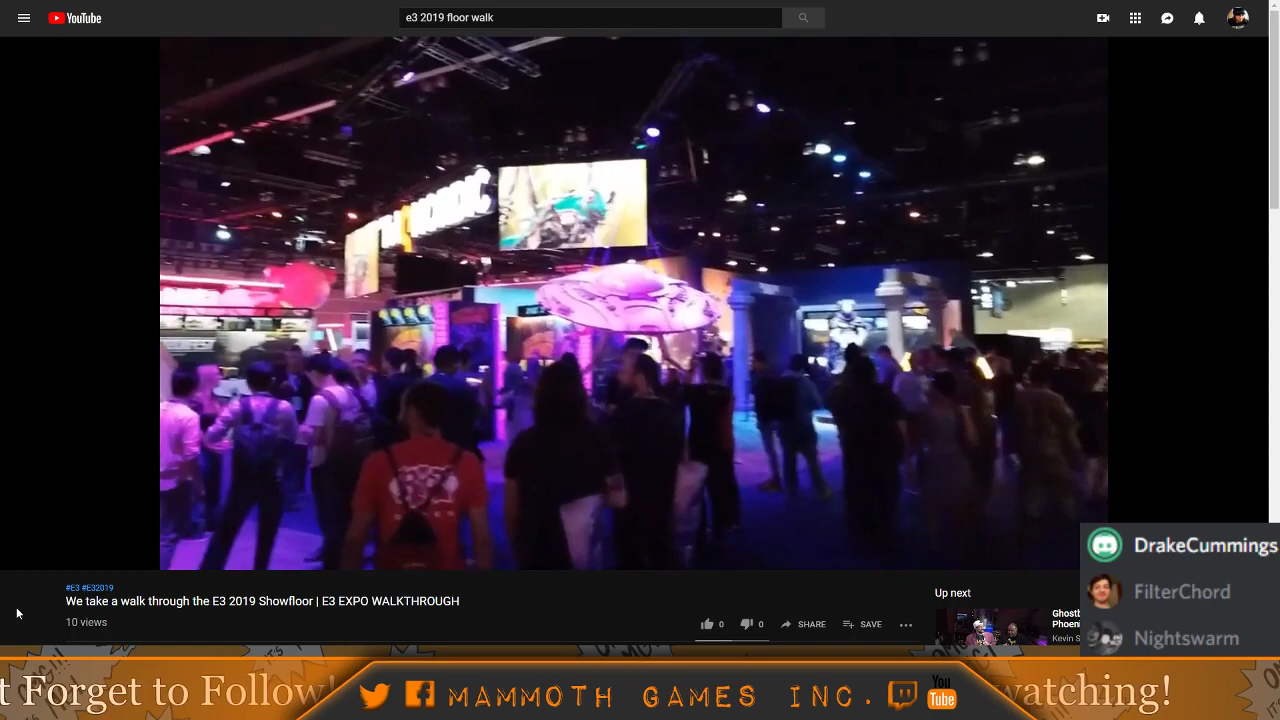 YouTube
e3 2019 floor walk
#E3 #E32019
We take a walk through the E3 2019 Showfloor | E3 EXPO WALKTHROUGH
10 views
0
0
SHARE
SAVE
Up next
Kevin S
DrakeCummings
FilterChord
Nightswarm
t Forget to Follow!
MAMMOTH GAMES INC.
You
Tube
watching!